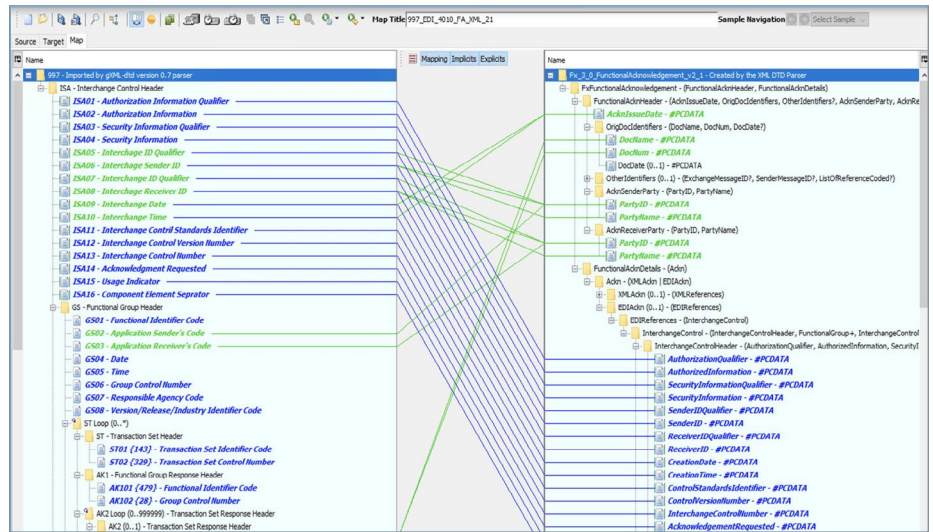 Map Title 997_EDI_4010_FA_XML_21
Sample Navigation
Select Sample
Source Target Map
Name
Mapping Implicits Explicits
Name
997 - Imported by gXML-dtd version 0.7 parser
ISA - Interchange Control Header
ISA01 - Authorization Information Qualifier
ISA02 - Authorization Information
ISA03 - Security Information Qualifier
ISA04 - Security Information
ISA05 - Interchage ID Qualifier
ISA06 - Interchage Sender ID
ISA07 - Interchange ID Qualifier
ISA08 - Interchage Receiver ID
ISA09 - Interchange Date
ISA10 - Interchange Time
ISA11 - Interchange Contril Standards Identifier
ISA12 - Interchange Control Version Number
ISA13 - Interchange Control Number
ISA14 - Acknowledgment Requested
ISA15 - Usage Indicator
ISA16 - Component Element Seprator
GS - Functional Group Header
GS01 - Functional Identifier Code
GS02 - Application Sender's Code
GS03 - Application Receiver's Code
GS04 - Date
GS05 - Time
GS06 - Group Control Number
GS07 - Responsible Agency Code
GS08 - Version/Release/Industry Identifier Code
ST Loop (0..*)
ST - Transaction Set Header
ST01 {143} - Transaction Set Identifier Code
ST02 {329} - Transaction Set Control Number
AK1 - Functional Group Response Header
AK101 {479} - Functional Identifier Code
AK102 {28} - Group Control Number
AK2 Loop (0..999999) - Transaction Set Response Header
AK2 (0..1) - Transaction Set Response Header
Fx_3_0_FunctionalAcknowledgement_v2_1 - Created by the XML DTD Parser
FxFunctionalAcknowledgement - (FunctionalAcknHeader, FunctionalAcknDetails)
FunctionalAcknHeader - (AcknIssueDate, OrigDocIdentifiers, OtherIdentifiers?, AcknSenderParty, AcknRe
AcknIssueDate - #PCDATA
OrigDocIdentifiers - (DocName, DocNum, DocDate?)
DocName - #PCDATA
DocNum - #PCDATA
DocDate (0..1) - #PCDATA
OtherIdentifiers (0..1) - (ExchangeMessageID?, SenderMessageID?, ListOfReferenceCoded?)
AcknSenderParty - (PartyID, PartyName)
PartyID - #PCDATA
PartyName - #PCDATA
AcknReceiverParty - (PartyID, PartyName)
PartyID - #PCDATA
PartyName - #PCDATA
FunctionalAcknDetails - (Ackn)
Ackn - (XMLAckn | EDIAckn)
XMLAckn (0..1) - (XMLReferences)
EDIAckn (0..1) - (EDIReferences)
EDIReferences - (InterchangeControl)
InterchangeControl - (InterchangeControlHeader, FunctionalGroup+, InterchangeControl
InterchangeControlHeader - (AuthorizationQualifier, AuthorizedInformation, SecurityI
AuthorizationQualifier - #PCDATA
AuthorizedInformation - #PCDATA
SecurityInformationQualifier - #PCDATA
SecurityInformation - #PCDATA
SenderIDQualifier - #PCDATA
SenderID - #PCDATA
ReceiverIDQualifier - #PCDATA
ReceiverID - #PCDATA
CreationDate - #PCDATA
CreationTime - #PCDATA
ControlStandardsIdentifier - #PCDATA
ControlVersionNumber - #PCDATA
InterchangeControlNumber - #PCDATA
AcknowledgementRequested - #PCDATA